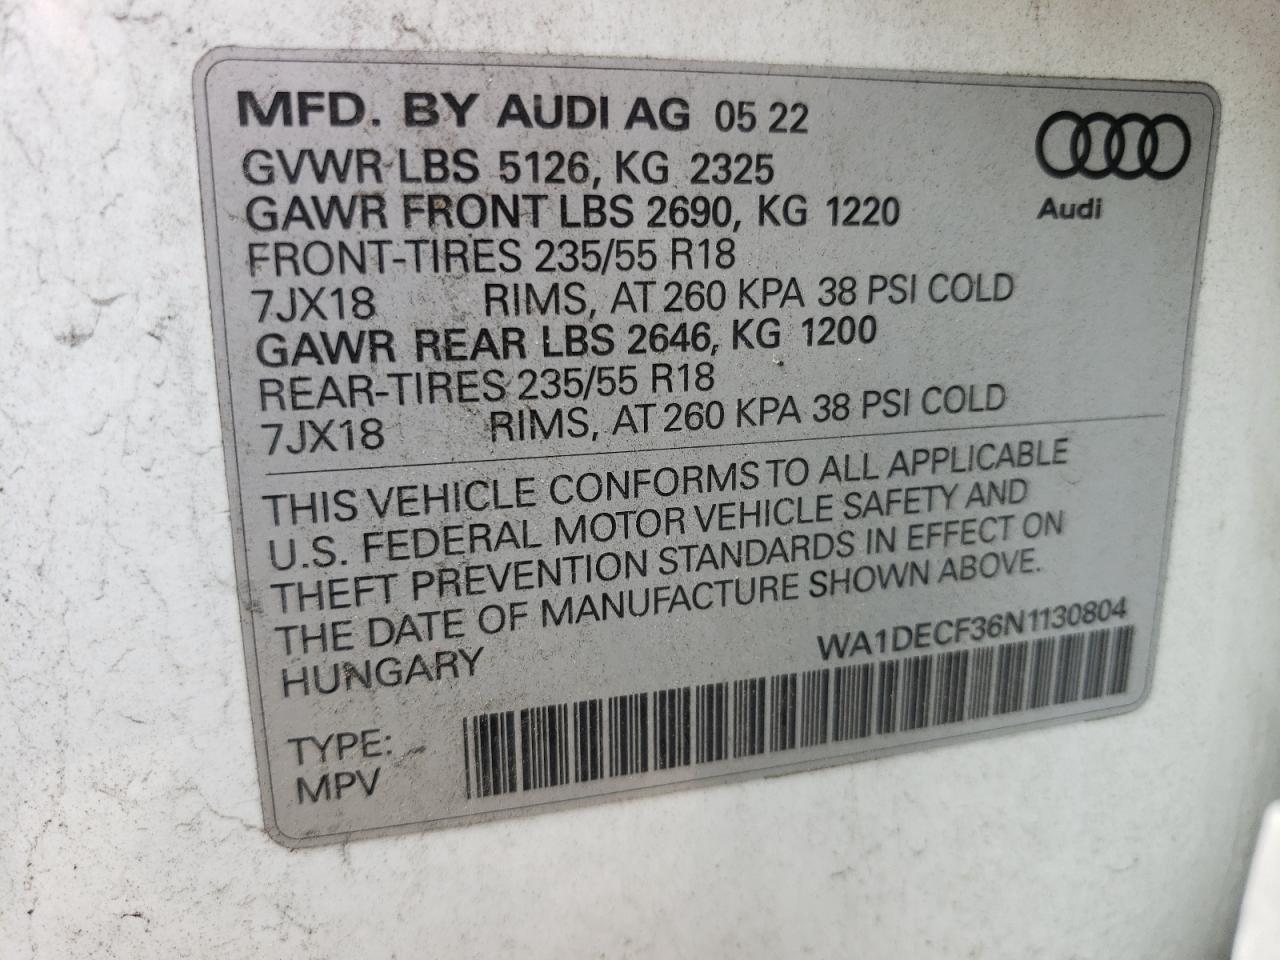 MFD. BY AUDI AG 05 22
GVWR LBS 5126, KG 2325
GAWR FRONT LBS 2690, KG 1220
FRONT-TIRES 235/55 R18
7JX18 RIMS, AT 260 KPA 38 PSI COLD
GAWR REAR LBS 2646, KG 1200
REAR-TIRES 235/55 R18
7JX18 RIMS, AT 260 KPA 38 PSI COLD
Audi
THIS VEHICLE CONFORMS TO ALL APPLICABLE
U.S. FEDERAL MOTOR VEHICLE SAFETY AND
THEFT PREVENTION STANDARDS IN EFFECT ON
THE DATE OF MANUFACTURE SHOWN ABOVE.
HUNGARY
WA1DECF36N1130804
TYPE:
MPV